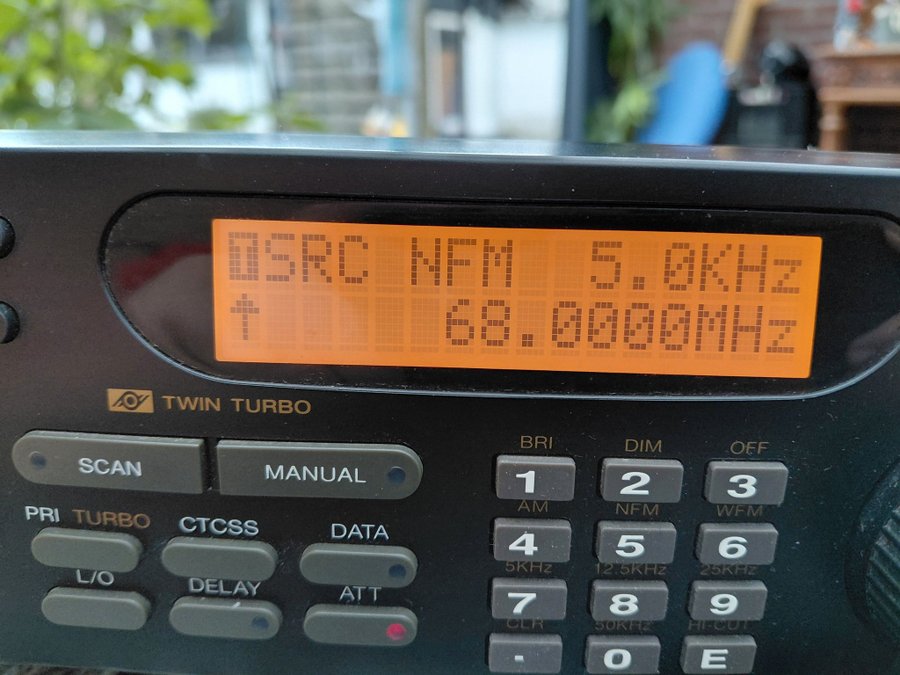 SRC NFM 5.0KHz
↑ 68.0000MHz
TWIN TURBO
SCAN MANUAL
BRI DIM OFF
1 2 3
PRI TURBO CTCSS DATA
AM NFM WFM
4 5 6
L/O DELAY ATT
5KHz 12.5KHz 25KHz
7 8 9
CLR 50KHz HI-CUT
. 0 E